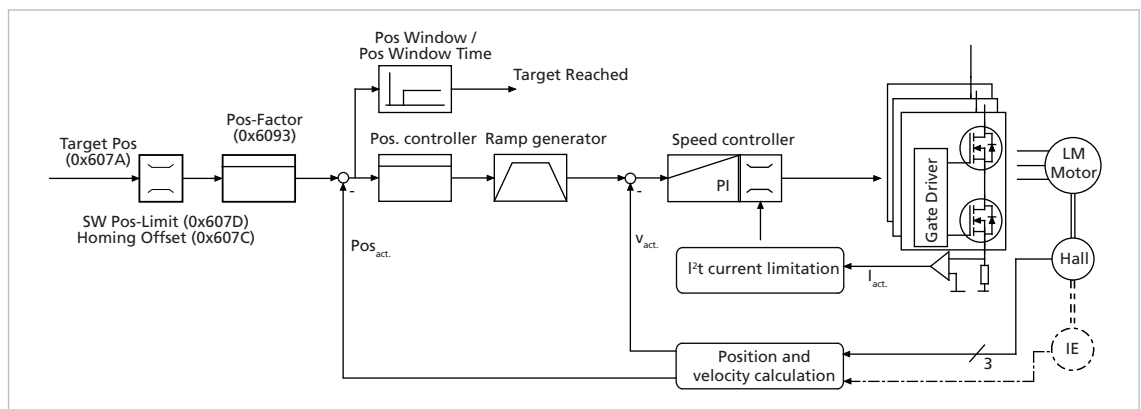 Pos Window /
Pos Window Time
Target Reached
Pos-Factor
(0x6093)
Target Pos
(0x607A)
Pos. controller
Ramp generator
Speed controller
PI
-
-
SW Pos-Limit (0x607D)
Homing Offset (0x607C)
Pos act.
v act.
I²t current limitation
I act.
Gate Driver
LM
Motor
Hall
IE
3
Position and
velocity calculation